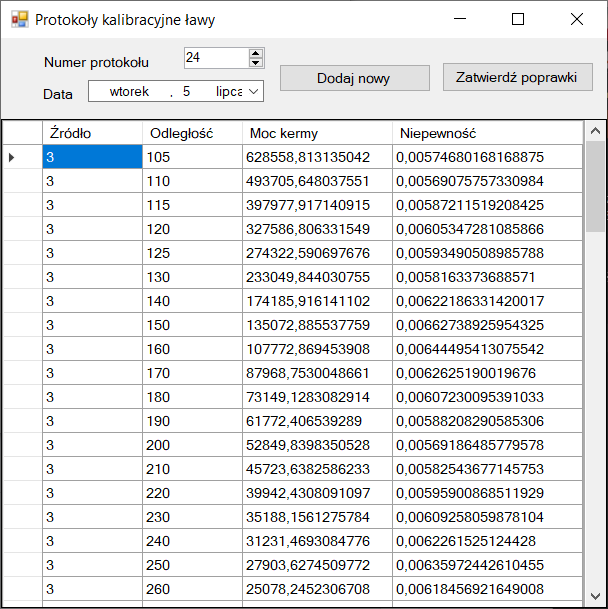 Protokoły kalibracyjne ławy
Numer protokołu 24
Dodaj nowy Zatwierdź poprawki
Data wtorek , 5 lipca
Źródło Odległość Moc kermy Niepewność
3 105 628558,813135042 0,00574680168168875
3 110 493705,648037551 0,00569075757330984
3 115 397977,917140915 0,00587211519208425
3 120 327586,806331549 0,00605347281085866
3 125 274322,590697676 0,00593490508985788
3 130 233049,844030755 0,0058163373688571
3 140 174185,916141102 0,00622186331420017
3 150 135072,885537759 0,00662738925954325
3 160 107772,869453908 0,00644495413075542
3 170 87968,7530048661 0,0062625190019676
3 180 73149,1283082914 0,00607230095391033
3 190 61772,406539289 0,00588208290585306
3 200 52849,8398350528 0,00569186485779578
3 210 45723,6382586233 0,00582543677145753
3 220 39942,4308091097 0,00595900868511929
3 230 35188,1561275784 0,00609258059878104
3 240 31231,4693084776 0,0062261525124428
3 250 27903,6274509772 0,00635972442610455
3 260 25078,2452306708 0,00618456921649008